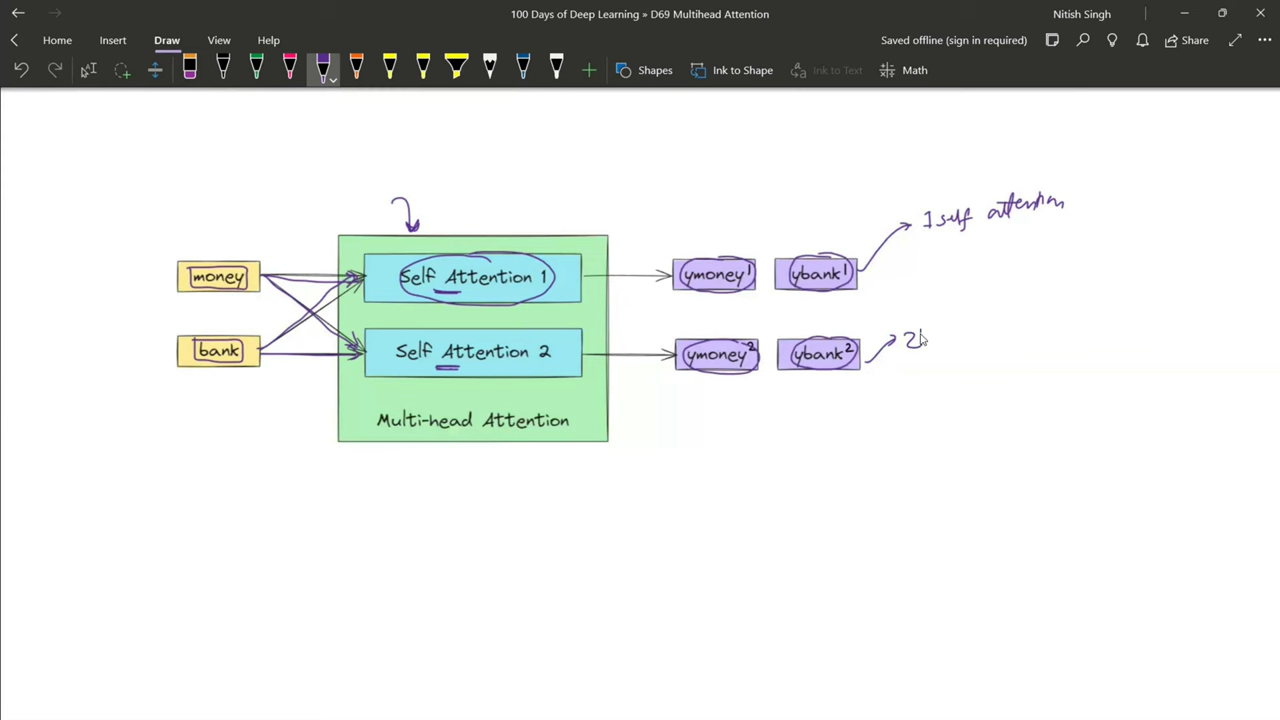 100 Days of Deep Learning » D69 Multihead Attention
Nitish Singh
Home Insert Draw View Help
Saved offline (sign in required)
Share
Shapes
Ink to Shape
Ink to Text
Math
1 self attention
money
Self Attention 1
ymoney1
ybank1
2
bank
Self Attention 2
ymoney2
ybank2
Multi-head Attention